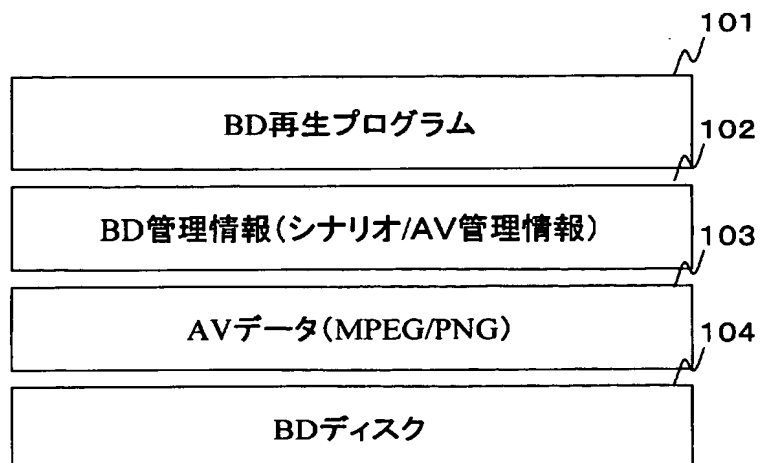 101
BD再生プログラム
102
BD管理情報(シナリオ/AV管理情報)
103
AVデータ(MPEG/PNG)
104
BDディスク